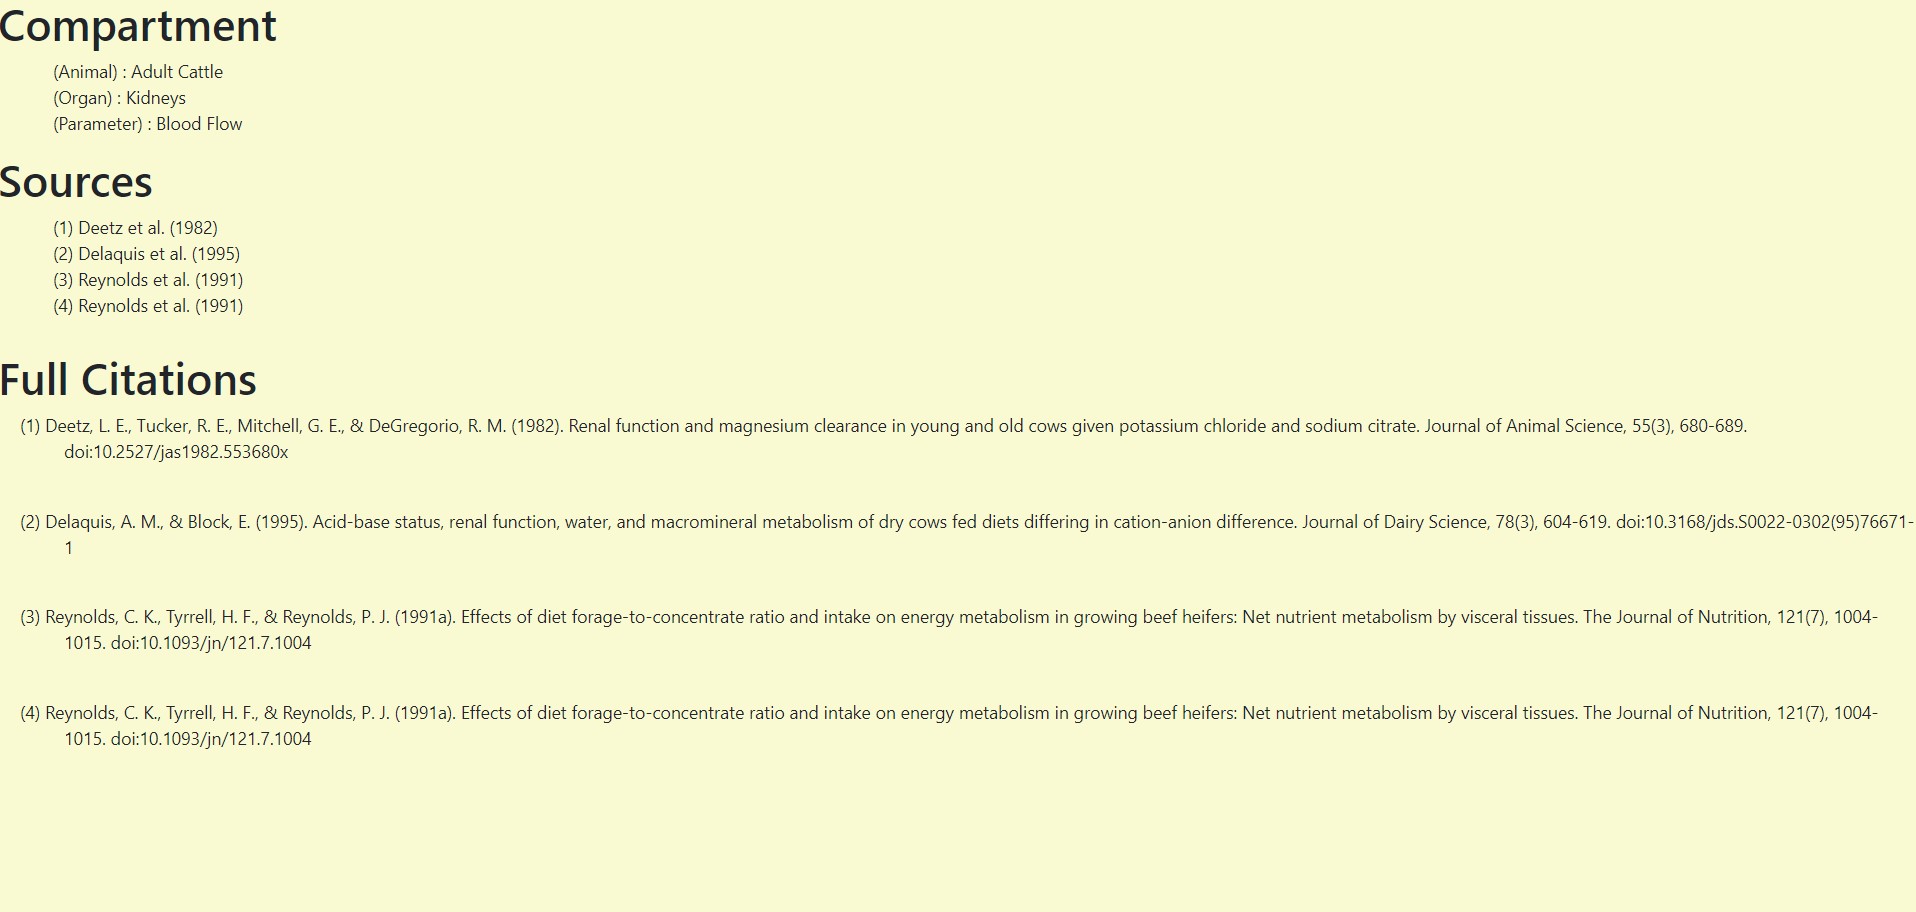 Compartment
(Animal) : Adult Cattle
(Organ) : Kidneys
(Parameter) : Blood Flow
Sources
(1) Deetz et al. (1982)
(2) Delaquis et al. (1995)
(3) Reynolds et al. (1991)
(4) Reynolds et al. (1991)
Full Citations
(1) Deetz, L. E., Tucker, R. E., Mitchell, G. E., & DeGregorio, R. M. (1982). Renal function and magnesium clearance in young and old cows given potassium chloride and sodium citrate. Journal of Animal Science, 55(3), 680-689.
doi:10.2527/jas1982.553680x
(2) Delaquis, A. M., & Block, E. (1995). Acid-base status, renal function, water, and macromineral metabolism of dry cows fed diets differing in cation-anion difference. Journal of Dairy Science, 78(3), 604-619. doi:10.3168/jds.S0022-0302(95)76671-
1
(3) Reynolds, C. K., Tyrrell, H. F., & Reynolds, P. J. (1991a). Effects of diet forage-to-concentrate ratio and intake on energy metabolism in growing beef heifers: Net nutrient metabolism by visceral tissues. The Journal of Nutrition, 121(7), 1004-
1015. doi:10.1093/jn/121.7.1004
(4) Reynolds, C. K., Tyrrell, H. F., & Reynolds, P. J. (1991a). Effects of diet forage-to-concentrate ratio and intake on energy metabolism in growing beef heifers: Net nutrient metabolism by visceral tissues. The Journal of Nutrition, 121(7), 1004-
1015. doi:10.1093/jn/121.7.1004